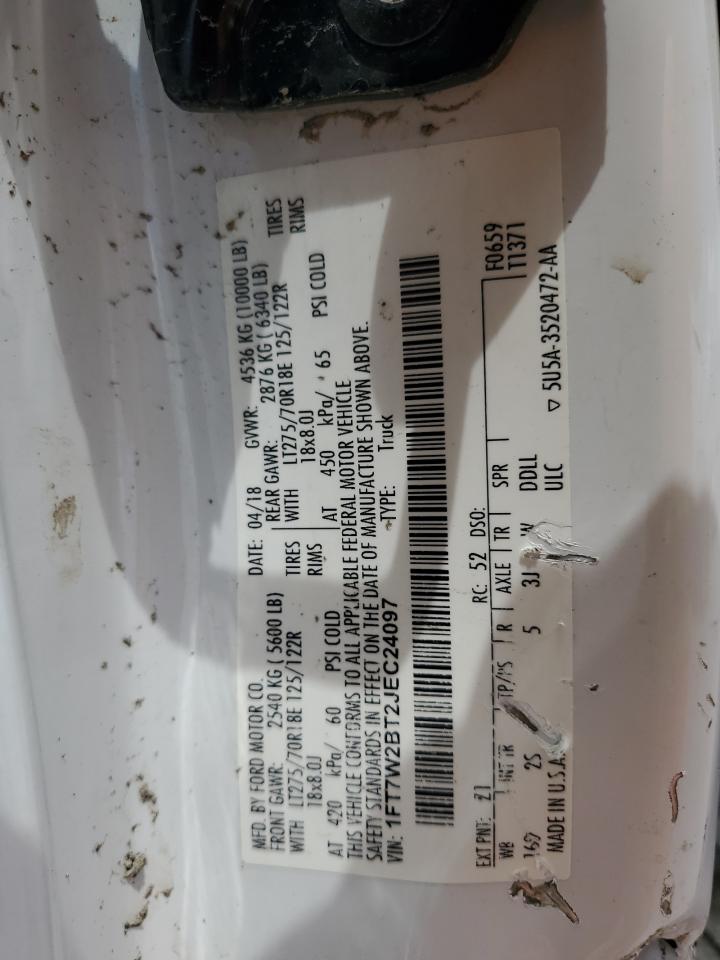 MFD. BY FORD MOTOR CO.
DATE: 04/18 GVWR: 4536 KG (10000 LB)
FRONT GAWR: 2540 KG ( 5600 LB)
REAR GAWR: 2876 KG ( 6340 LB)
WITH LT275/70R18E 125/122R TIRES
WITH LT275/70R18E 125/122R TIRES
18x8.0J RIMS
18x8.0J RIMS
AT 420 kPa/ 60 PSI COLD
AT 450 kPa/ 65 PSI COLD
THIS VEHICLE CONFORMS TO ALL APPLICABLE FEDERAL MOTOR VEHICLE
SAFETY STANDARDS IN EFFECT ON THE DATE OF MANUFACTURE SHOWN ABOVE.
VIN: 1FT7W2BT2JEC24097 TYPE: Truck
F0659
T1371
EXT PNT: Z1 RC: 52 DSO:
WB INT TR TP/PS R AXLE TR SPR
2S 5 3J W DDLL
MADE IN U.S.A. ULC
▽ 5U5A-3520472-AA